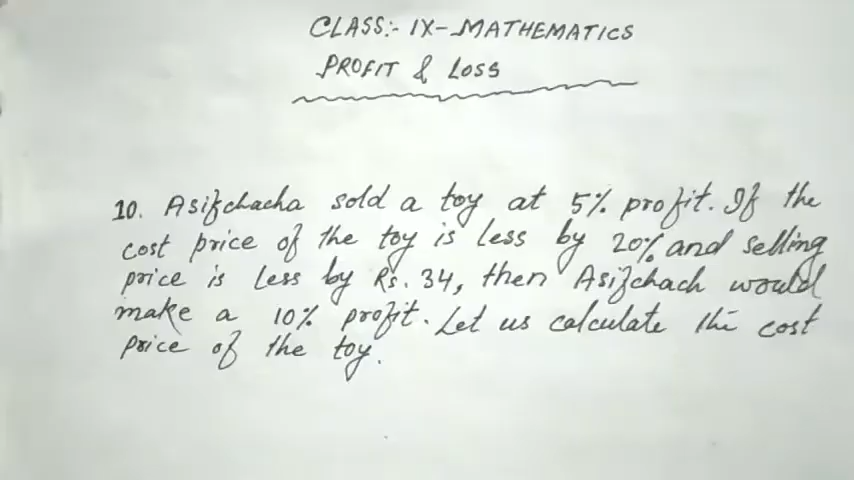 CLASS:- IX-MATHEMATICS
PROFIT & LOSS
10. Asifchacha sold a toy at 5% profit. If the
cost price of the toy is less by 20% and selling
price is less by Rs. 34, then Asifchach would
make a 10% profit. Let us calculate the cost
price of the toy.